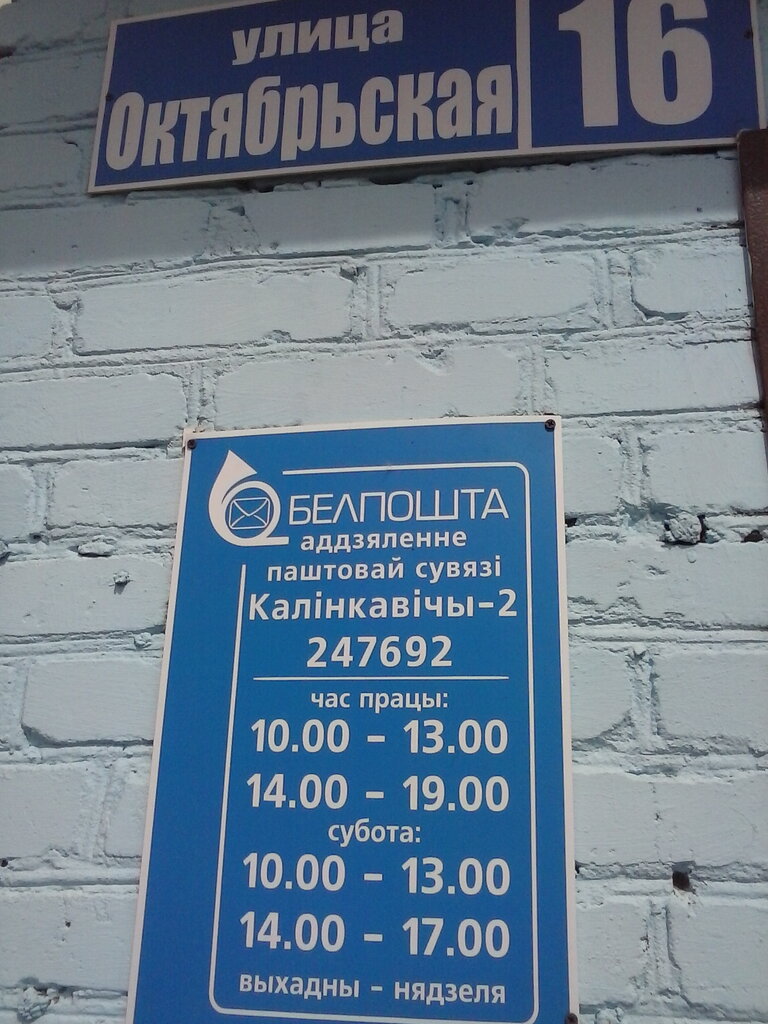 улица
Октябрьская
16
БЕЛПОШТА
аддзяленне
паштовай сувязі
Калінкавічы-2
247692
час працы:
10.00 - 13.00
14.00 - 19.00
субота:
10.00 - 13.00
14.00 - 17.00
выхадны - нядзеля